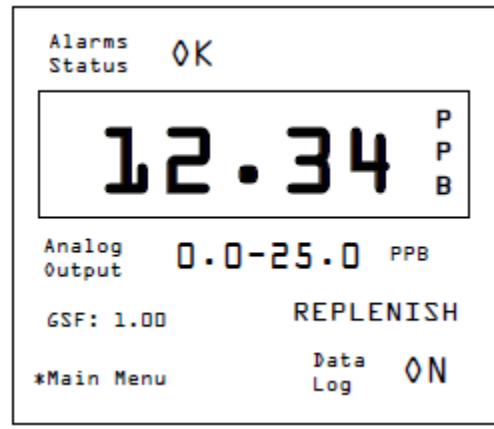 Alarms
Status OK
12.34 PPB
Analog
Output 0.0-25.0 PPB
GSF: 1.00 REPLENISH
*Main Menu Data
Log ON